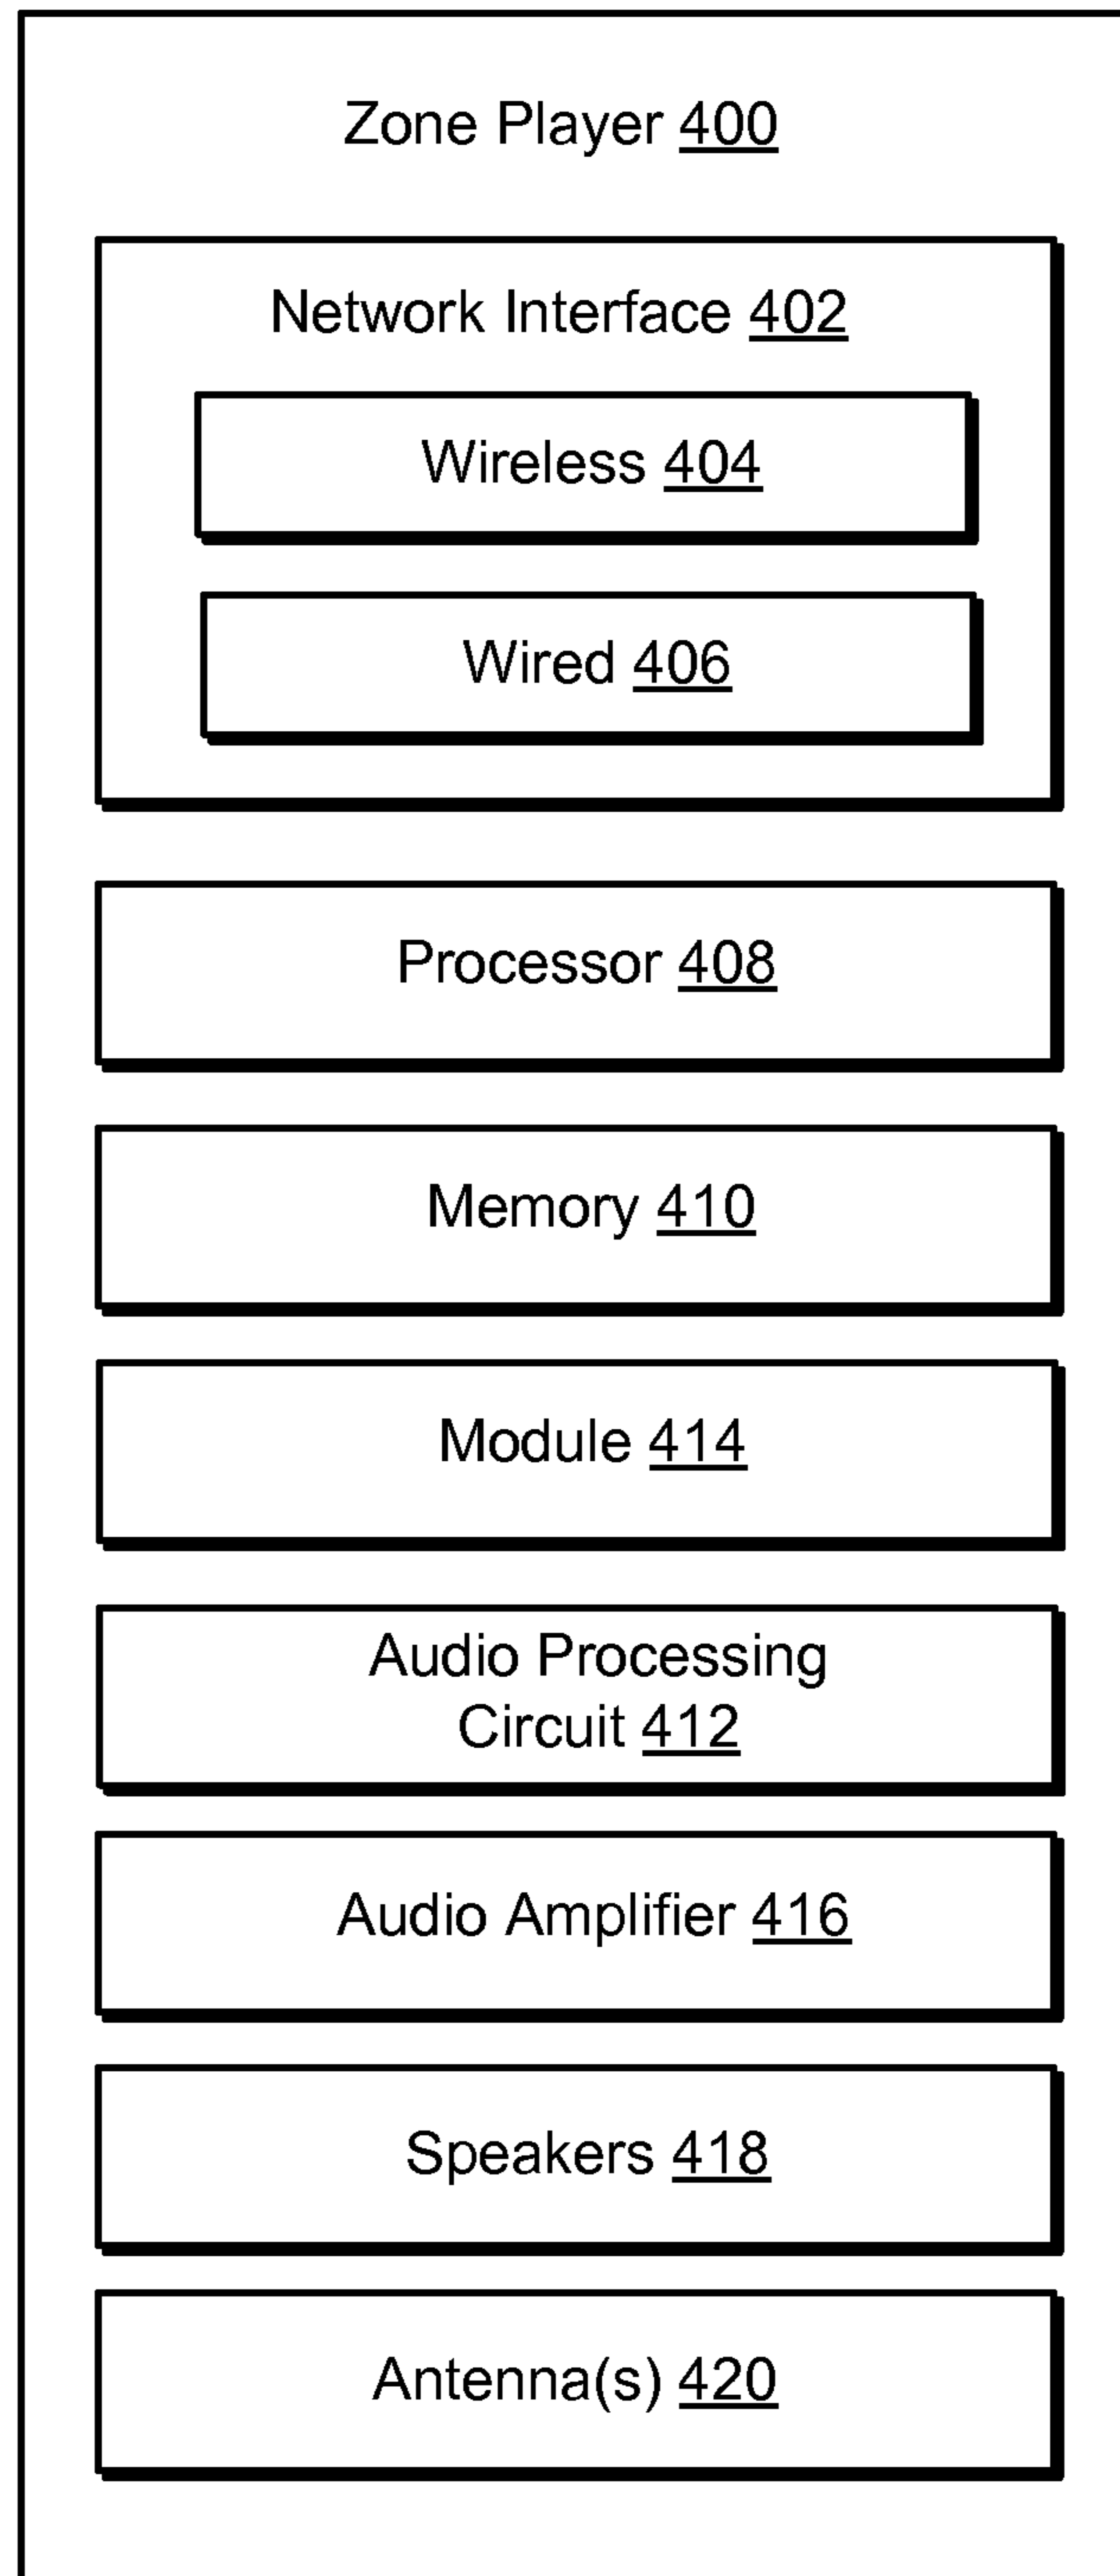 Zone Player 400
Network Interface 402
Wireless 404
Wired 406
Processor 408
Memory 410
Module 414
Audio Processing
Circuit 412
Audio Amplifier 416
Speakers 418
Antenna(s) 420